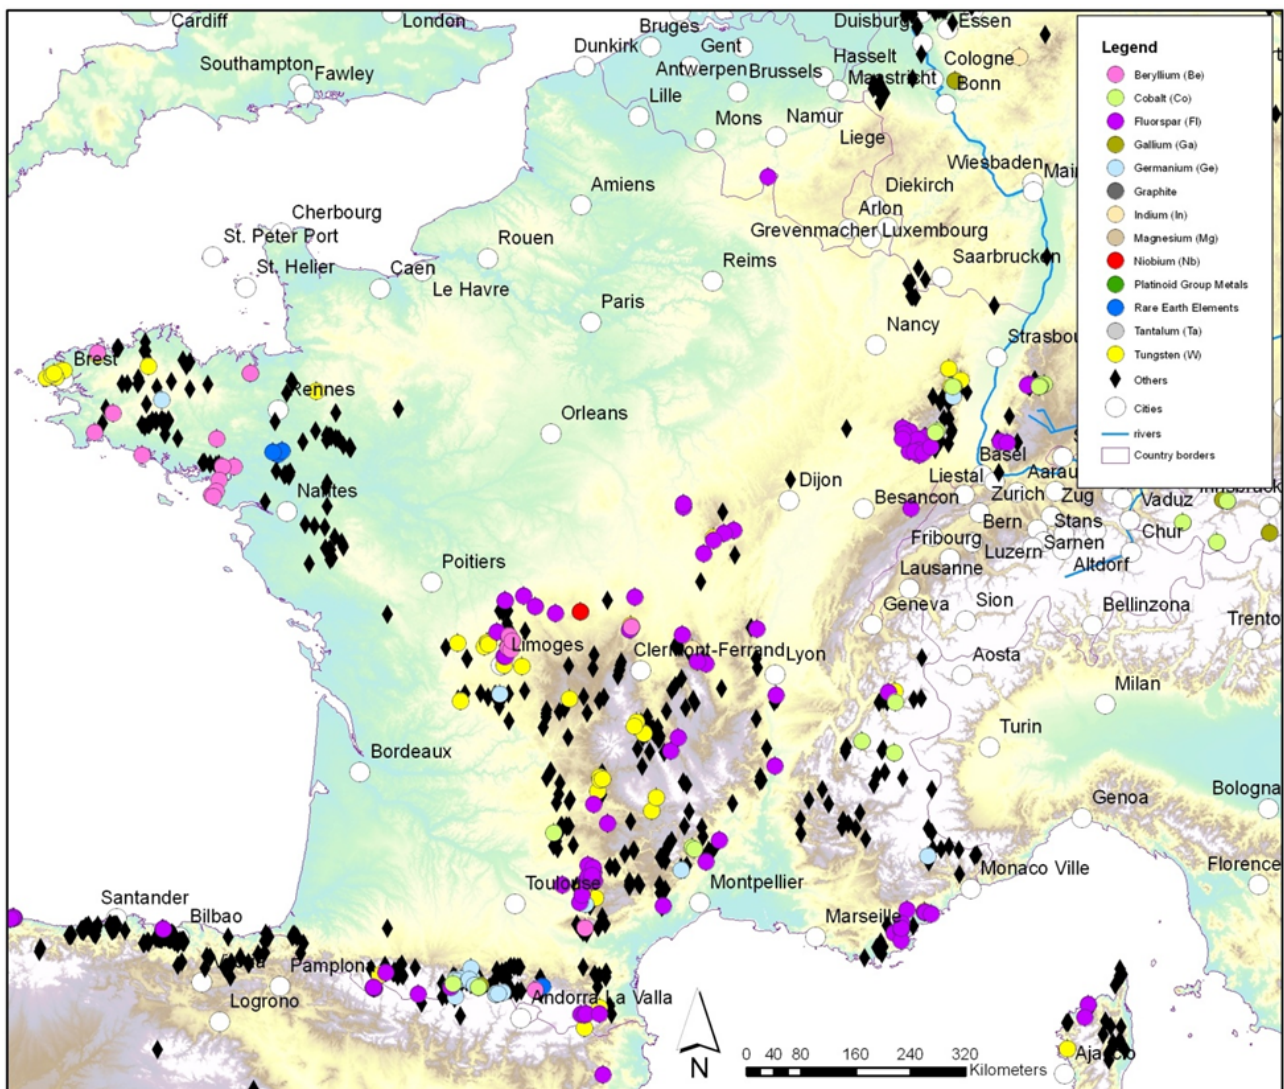 Cardiff
London
Bruges
Duisburg
Essen
Dunkirk
Gent
Hasselt
Cologne
Southampton
Fawley
Antwerpen
Brussels
Maastricht
Bonn
Lille
Mons
Namur
Liege
Wiesbaden
Amiens
Diekirch
Arlon
Cherbourg
St. Peter Port
Rouen
Grevenmacher
Luxembourg
St. Helier
Caen
Le Havre
Reims
Saarbrucken
Paris
Nancy
Strasbou
Brest
Rennes
Orleans
Nantes
Dijon
Basel
Liestal
Aarau
Besancon
Zurich
Zug
Vaduz
Bern
Stans
Chur
Fribourg
Luzern
Sarnen
Altdorf
Lausanne
Poitiers
Geneva
Sion
Bellinzona
Trento
Limoges
Clermont-Ferrand
Lyon
Aosta
Milan
Turin
Bordeaux
Genoa
Bologna
Florence
Toulouse
Montpellier
Monaco Ville
Marseille
Santander
Bilbao
Pamplona
Logrono
Andorra La Valla
Ajaccio
N
0 40 80 160 240 320
Kilometers
Legend
Beryllium (Be)
Cobalt (Co)
Fluorspar (Fl)
Gallium (Ga)
Germanium (Ge)
Graphite
Indium (In)
Magnesium (Mg)
Niobium (Nb)
Platinoid Group Metals
Rare Earth Elements
Tantalum (Ta)
Tungsten (W)
Others
Cities
rivers
Country borders